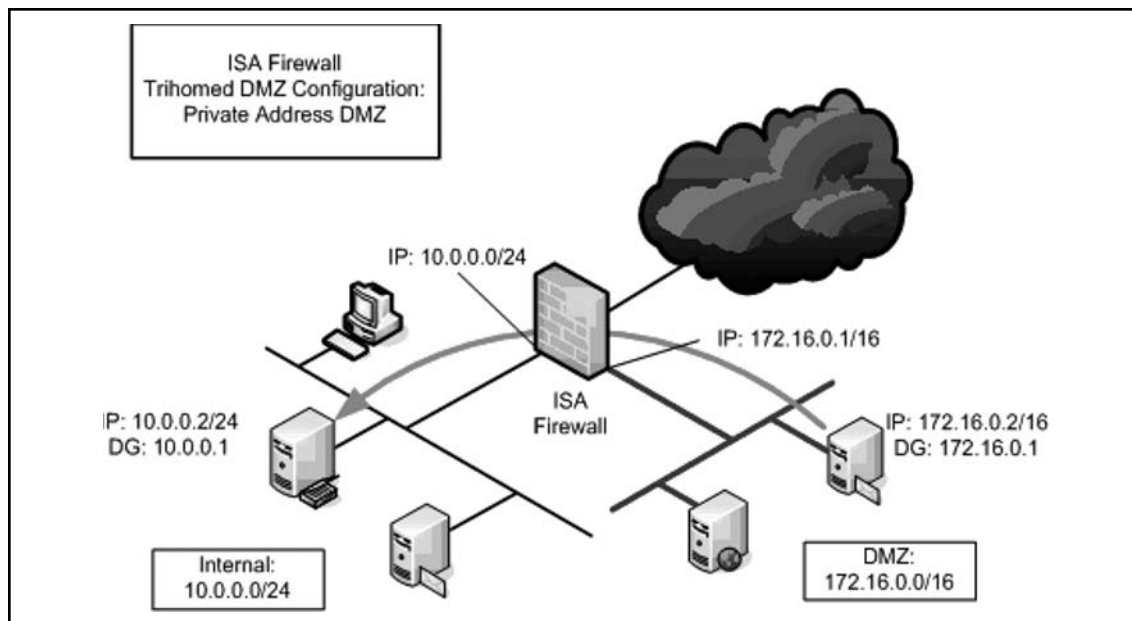 ISA Firewall
Trihomed DMZ Configuration:
Private Address DMZ
IP: 10.0.0.0/24
IP: 172.16.0.1/16
ISA
Firewall
IP: 10.0.0.2/24
DG: 10.0.0.1
IP: 172.16.0.2/16
DG: 172.16.0.1
Internal:
10.0.0.0/24
DMZ:
172.16.0.0/16